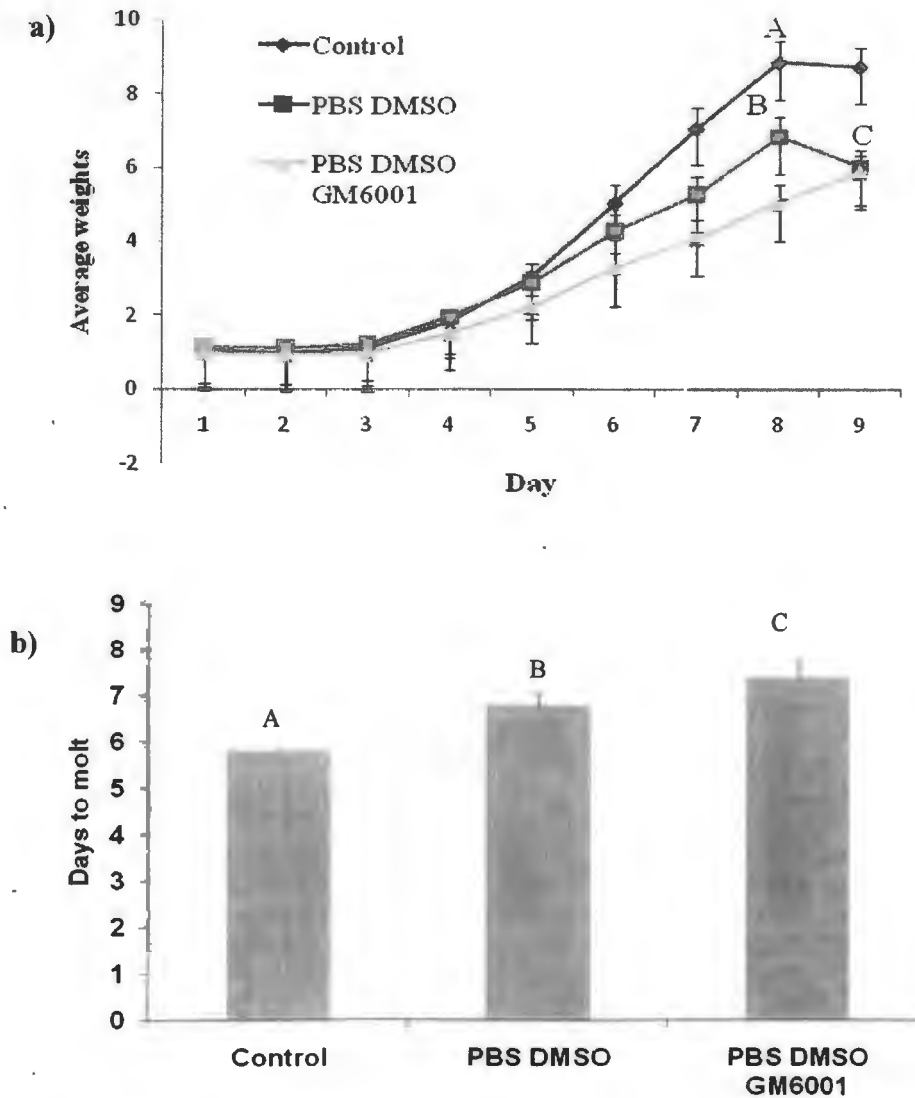 a)
Average weights
10
8
6
4
2
0
-2
Control
PBS DMSO
PBS DMSO
GM6001
A
B
C
1 2 3 4 5 6 7 8 9
Day
b)
Days to molt
9
8
7
6
5
4
3
2
1
0
A
B
C
Control PBS DMSO PBS DMSO
GM6001